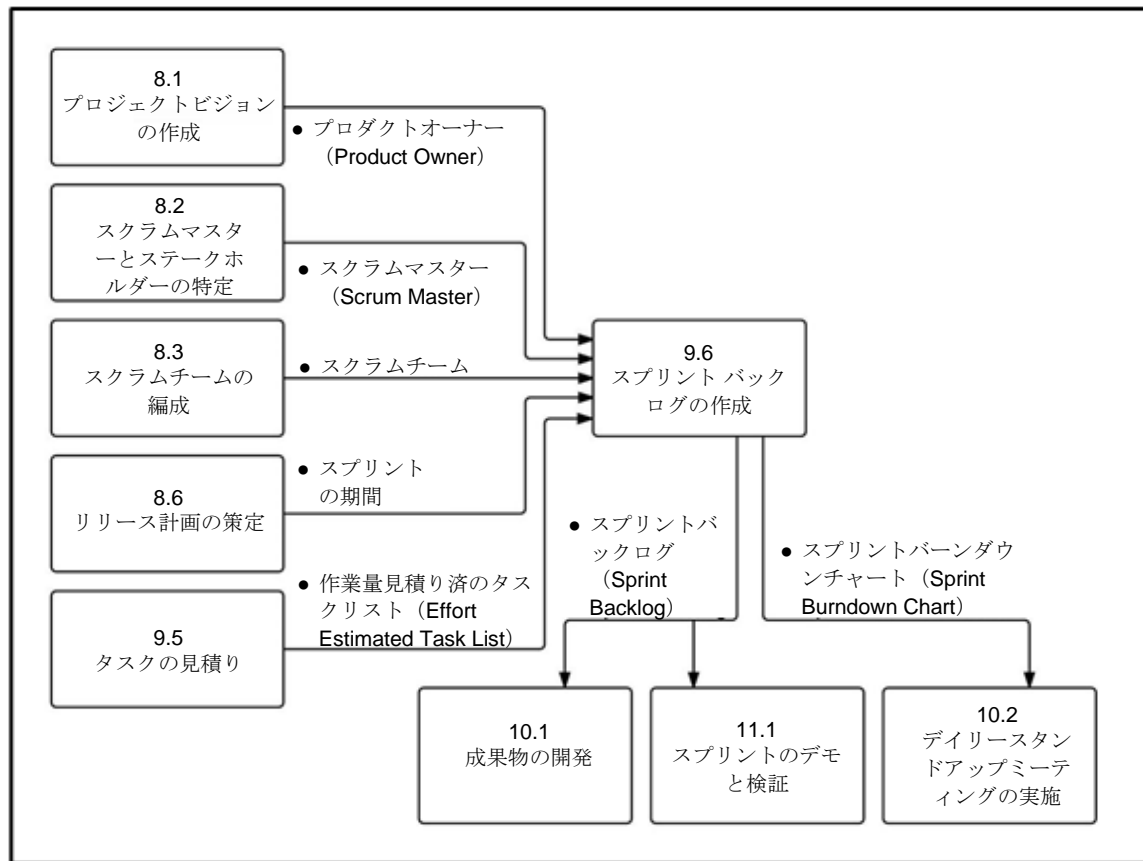 8.1
プロジェクトビジョン
の作成
● プロダクトオーナー
（Product Owner）
8.2
スクラムマスタ
ーとステークホ
ルダーの特定
● スクラムマスター
（Scrum Master）
8.3
スクラムチームの
編成
● スクラムチーム
9.6
スプリント バック
ログの作成
8.6
リリース計画の策定
● スプリント
の期間
9.5
タスクの見積り
● 作業量見積り済のタス
クリスト（Effort
Estimated Task List）
● スプリントバ
ックログ
（Sprint
Backlog）
● スプリントバーンダウ
ンチャート（Sprint
Burndown Chart）
10.1
成果物の開発
11.1
スプリントのデモ
と検証
10.2
デイリースタン
ドアップミーテ
ィングの実施